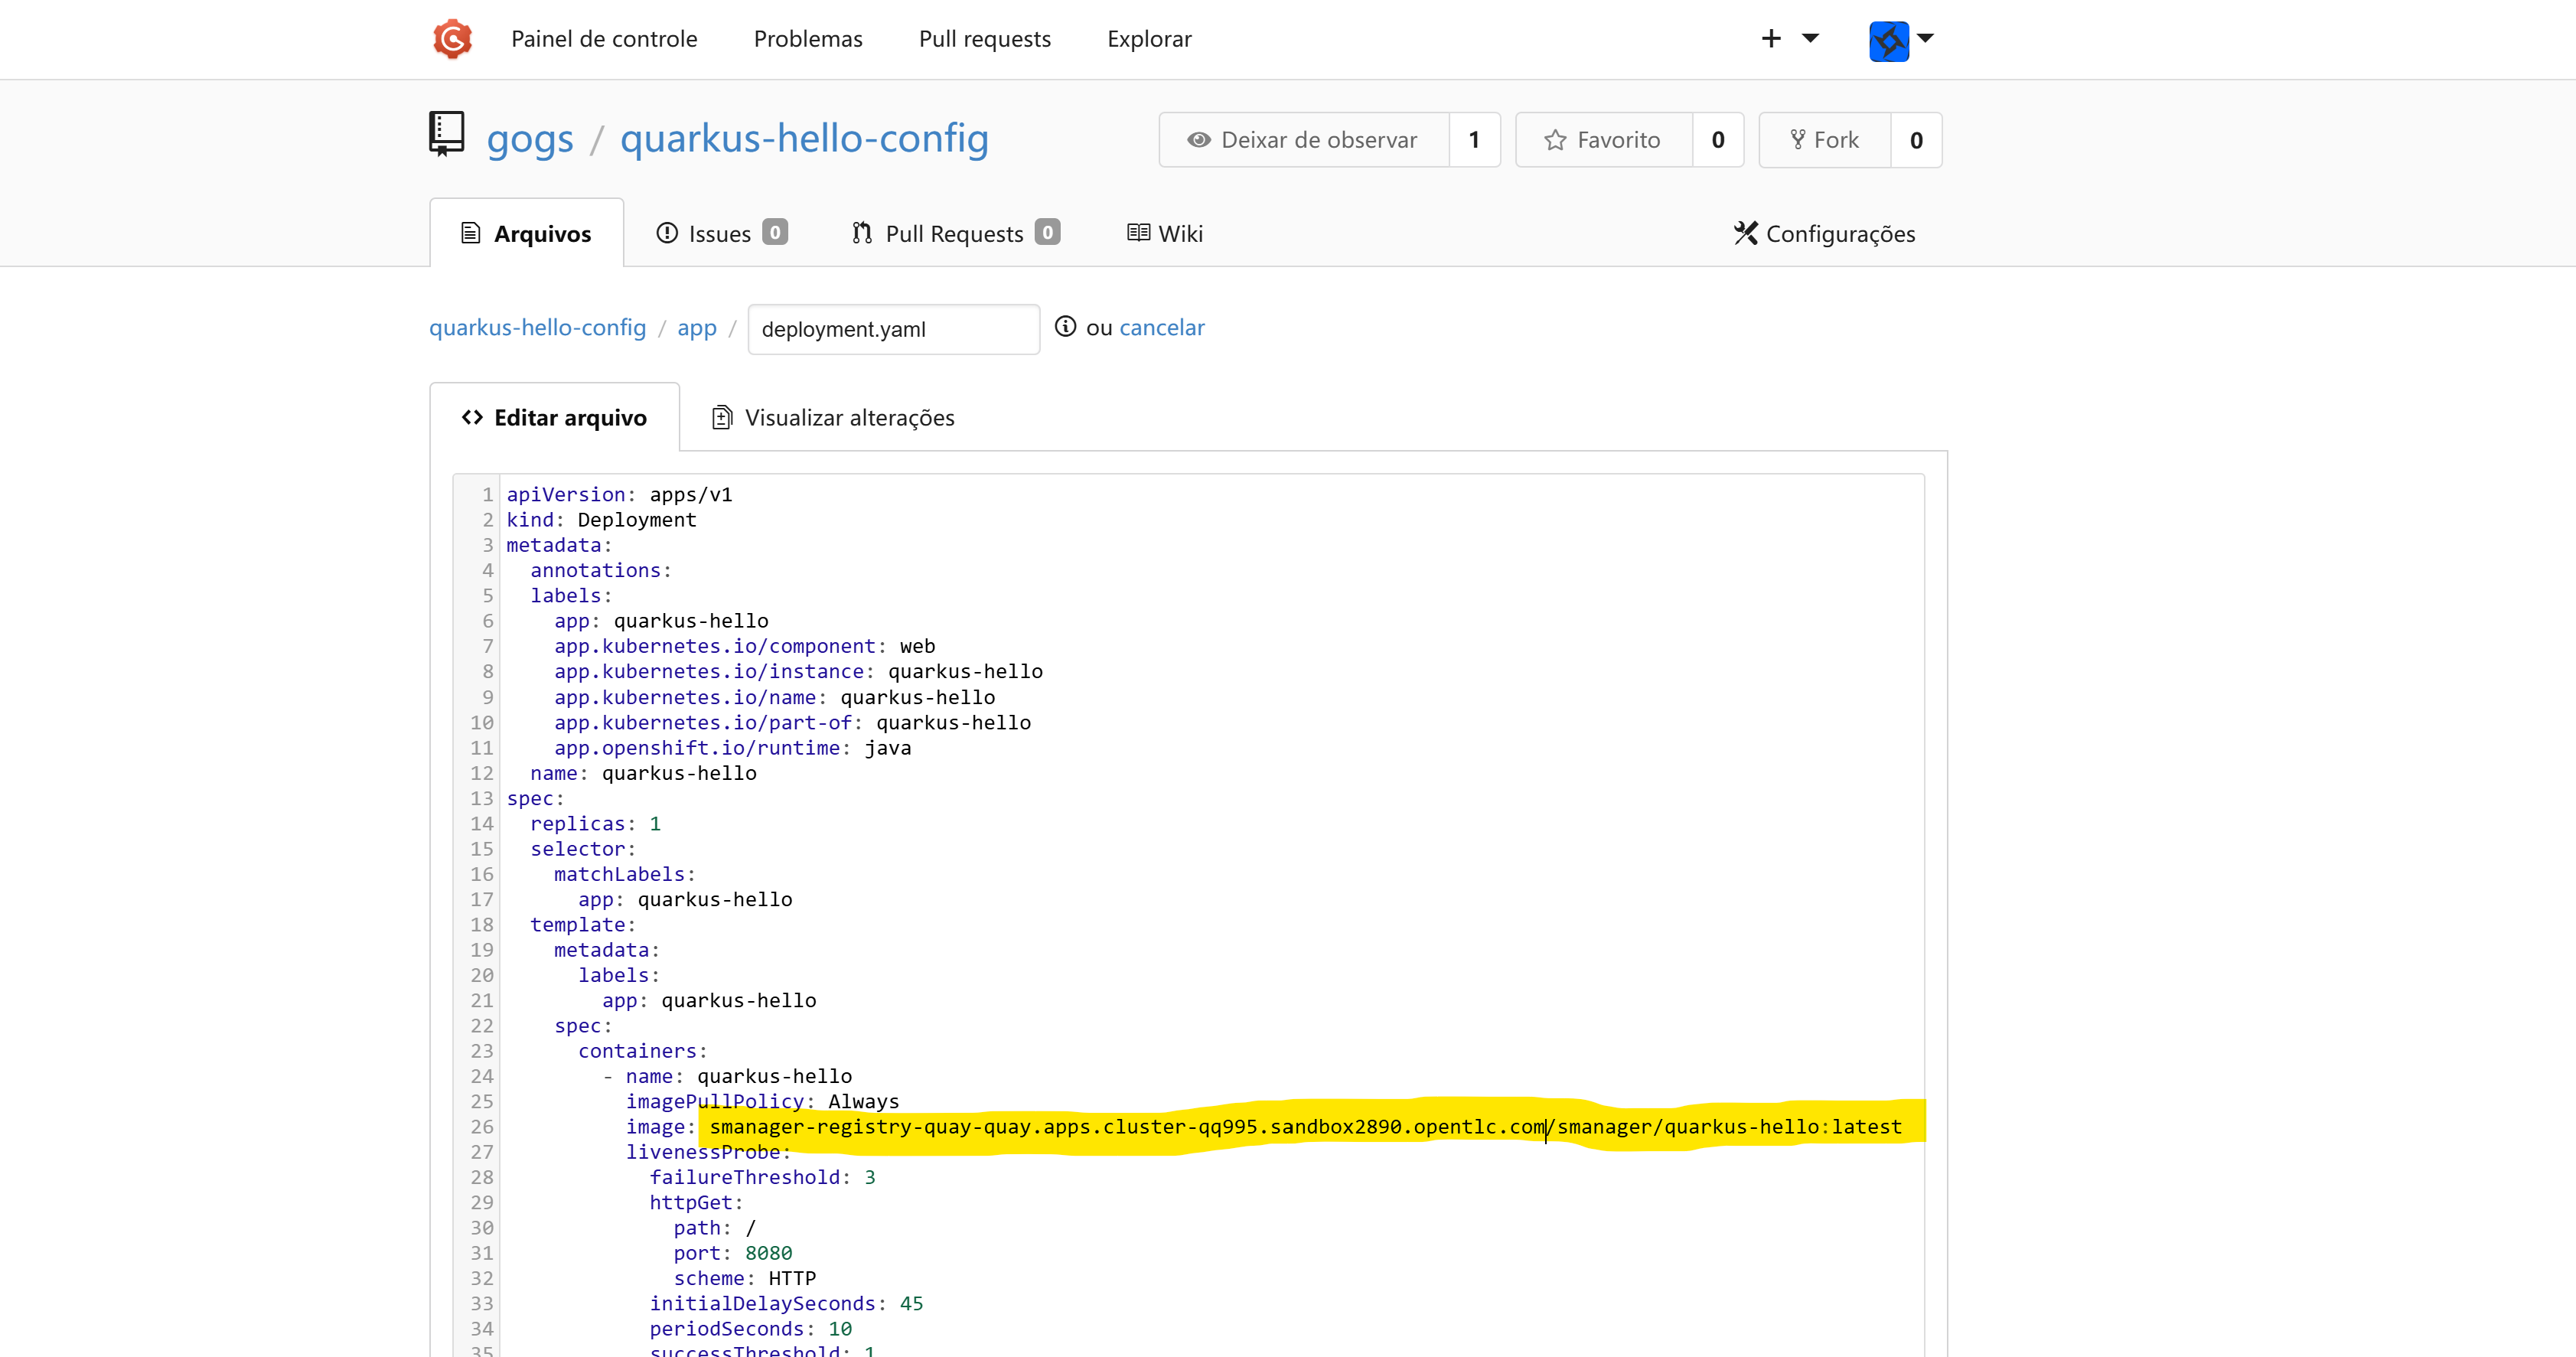 Painel de controle Problemas Pull requests Explorar
gogs / quarkus-hello-config
Deixar de observar 1 Favorito 0 Fork 0
Arquivos Issues 0 Pull Requests 0 Wiki Configurações
quarkus-hello-config / app / deployment.yaml ou cancelar
Editar arquivo Visualizar alterações
1 apiVersion: apps/v1
2 kind: Deployment
3 metadata:
4   annotations:
5   labels:
6     app: quarkus-hello
7     app.kubernetes.io/component: web
8     app.kubernetes.io/instance: quarkus-hello
9     app.kubernetes.io/name: quarkus-hello
10     app.kubernetes.io/part-of: quarkus-hello
11     app.openshift.io/runtime: java
12   name: quarkus-hello
13 spec:
14   replicas: 1
15   selector:
16     matchLabels:
17       app: quarkus-hello
18   template:
19     metadata:
20       labels:
21         app: quarkus-hello
22     spec:
23       containers:
24         - name: quarkus-hello
25           imagePullPolicy: Always
26           image: smanager-registry-quay-quay.apps.cluster-qq995.sandbox2890.opentlc.com/smanager/quarkus-hello:latest
27           livenessProbe:
28             failureThreshold: 3
29             httpGet:
30               path: /
31               port: 8080
32               scheme: HTTP
33             initialDelaySeconds: 45
34             periodSeconds: 10
35             successThreshold: 1